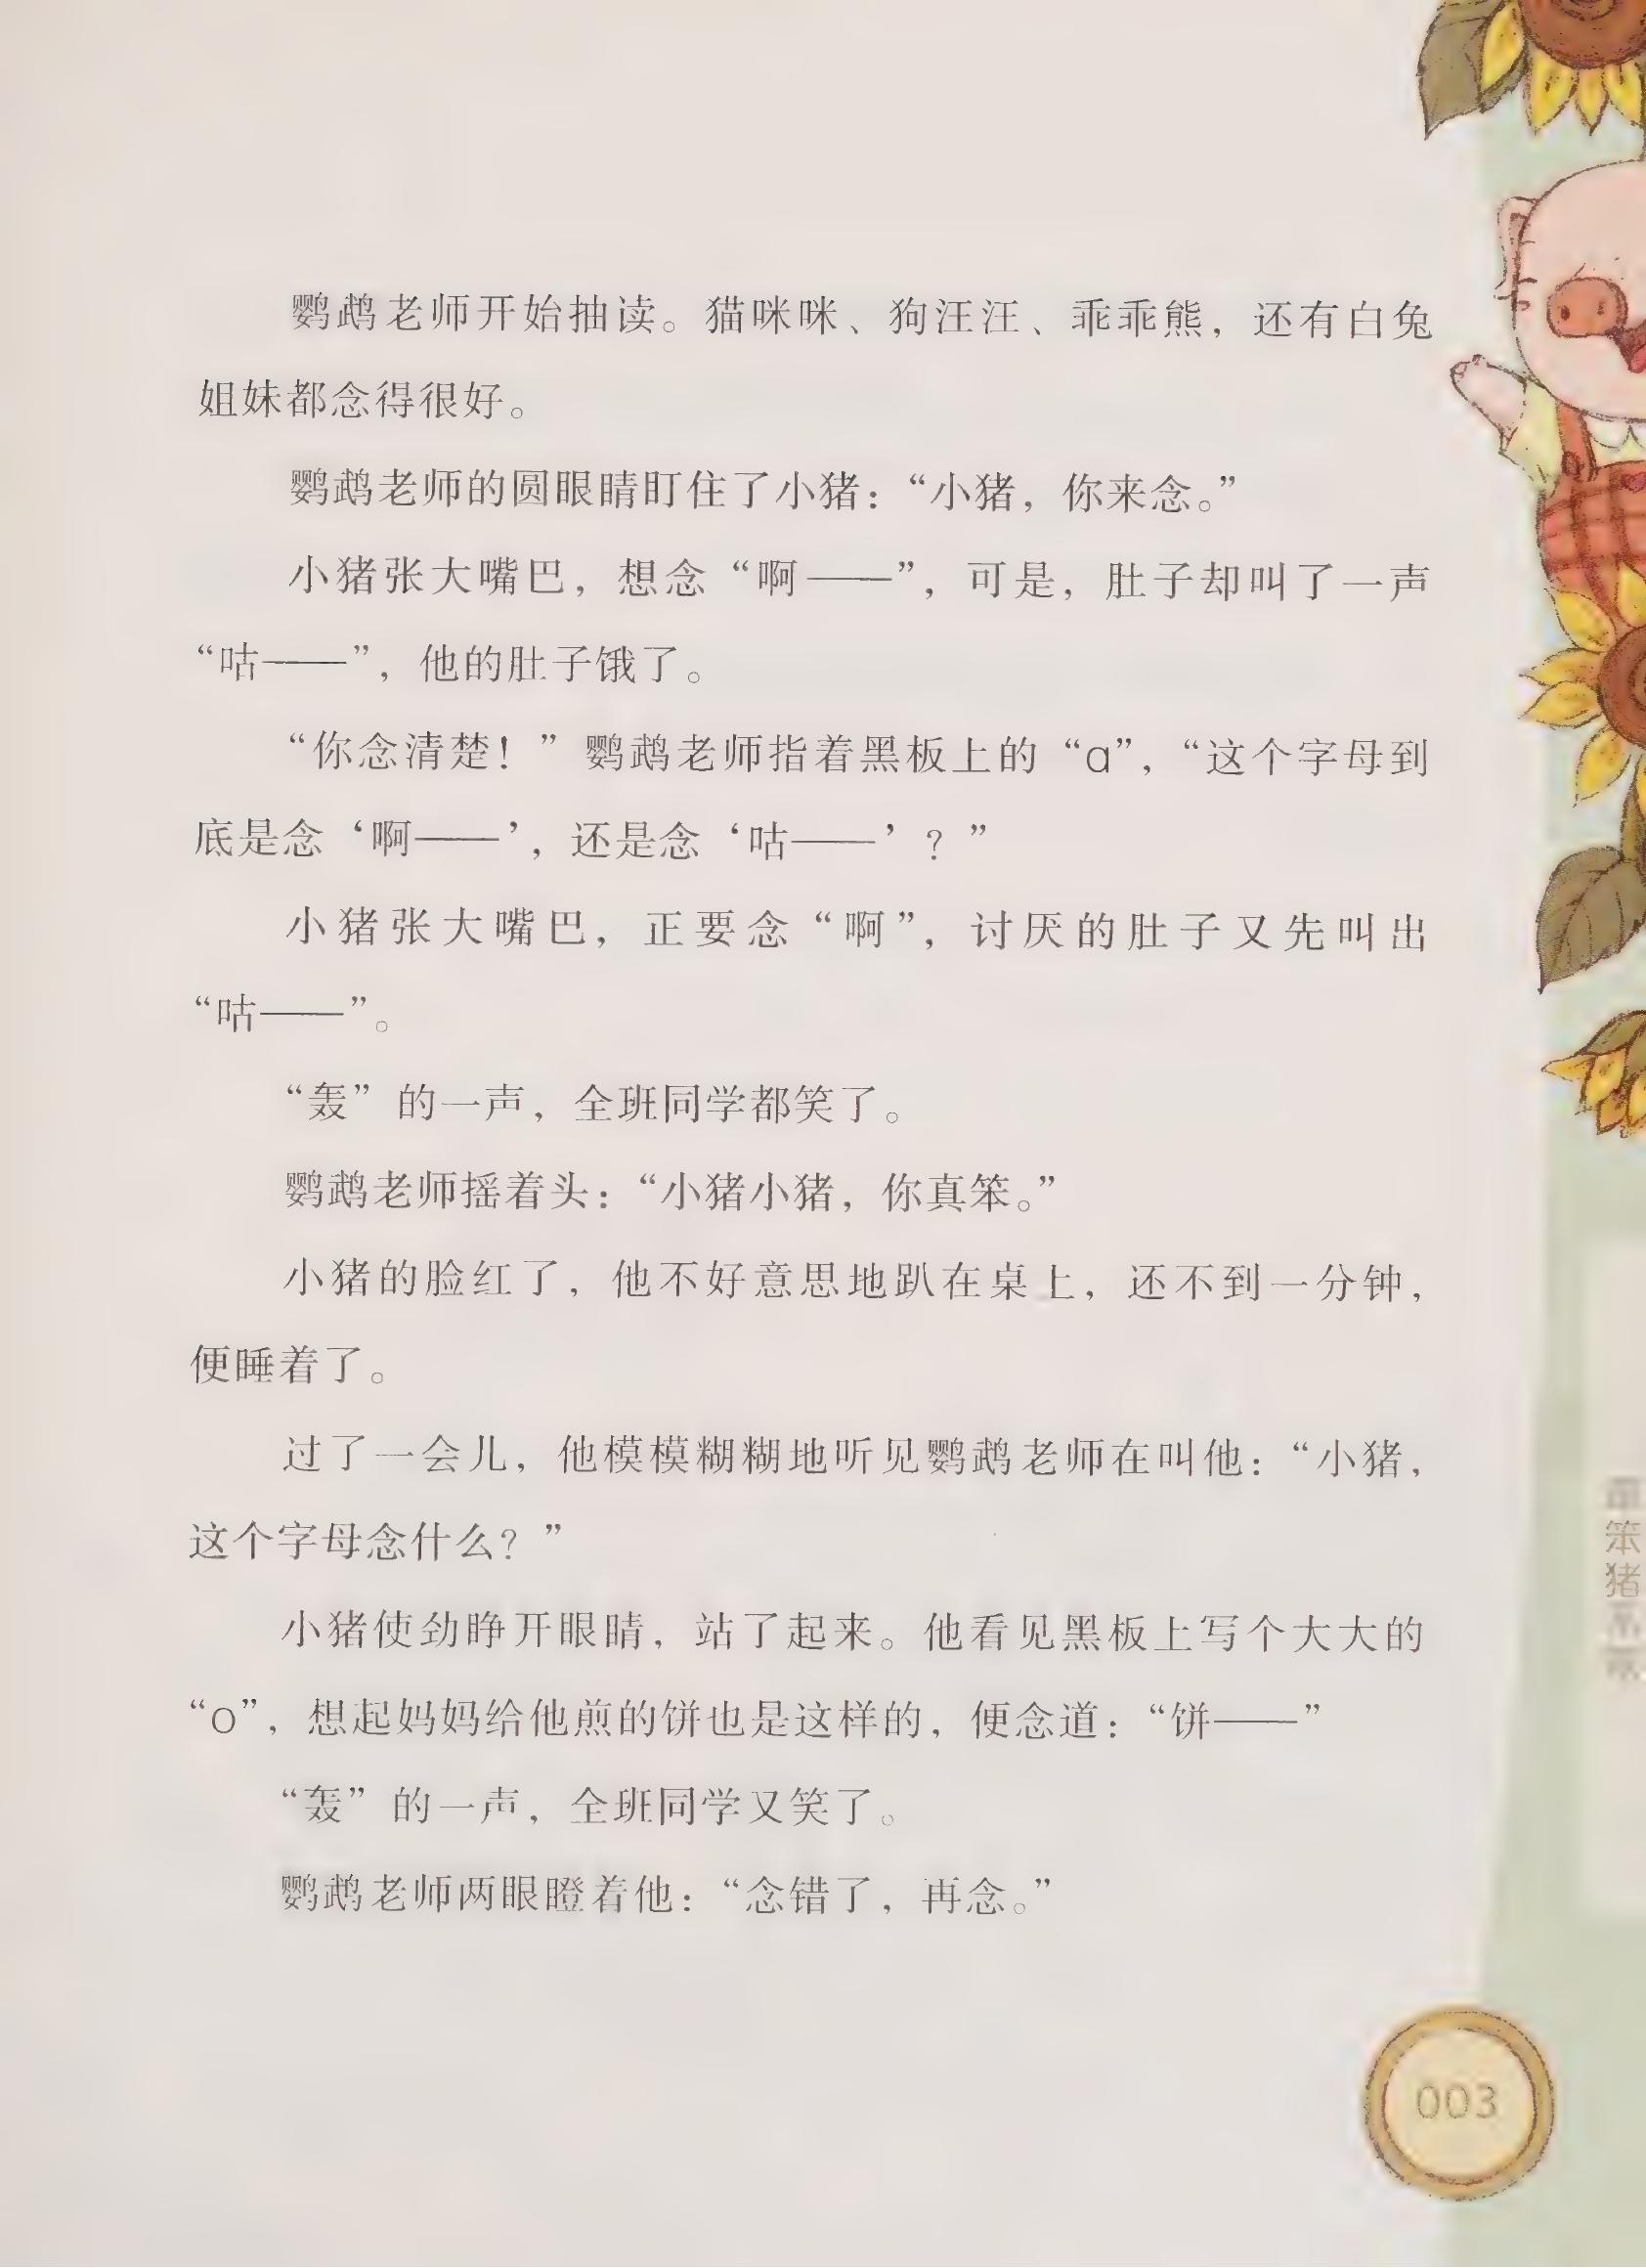 鹦鹉老师开始抽读。猫咪咪、狗汪汪、乖乖熊，还有白兔
姐妹都念得很好。
鹦鹉老师的圆眼睛盯住了小猪：“小猪，你来念。”
小猪张大嘴巴，想念“啊——”，可是，肚子却叫了一声
“咕——”，他的肚子饿了。
“你念清楚！”鹦鹉老师指着黑板上的“ɑ”，“这个字母到
底是念‘啊——’，还是念‘咕——’？”
小猪张大嘴巴，正要念“啊”，讨厌的肚子又先叫出
“咕——”。
“轰”的一声，全班同学都笑了。
鹦鹉老师摇着头：“小猪小猪，你真笨。”
小猪的脸红了，他不好意思地趴在桌上，还不到一分钟，
便睡着了。
过了一会儿，他模模糊糊地听见鹦鹉老师在叫他：“小猪，
这个字母念什么？”
小猪使劲睁开眼睛，站了起来。他看见黑板上写个大大的
“o”，想起妈妈给他煎的饼也是这样的，便念道：“饼——”
“轰”的一声，全班同学又笑了。
鹦鹉老师两眼瞪着他：“念错了，再念。”
笨猪
003